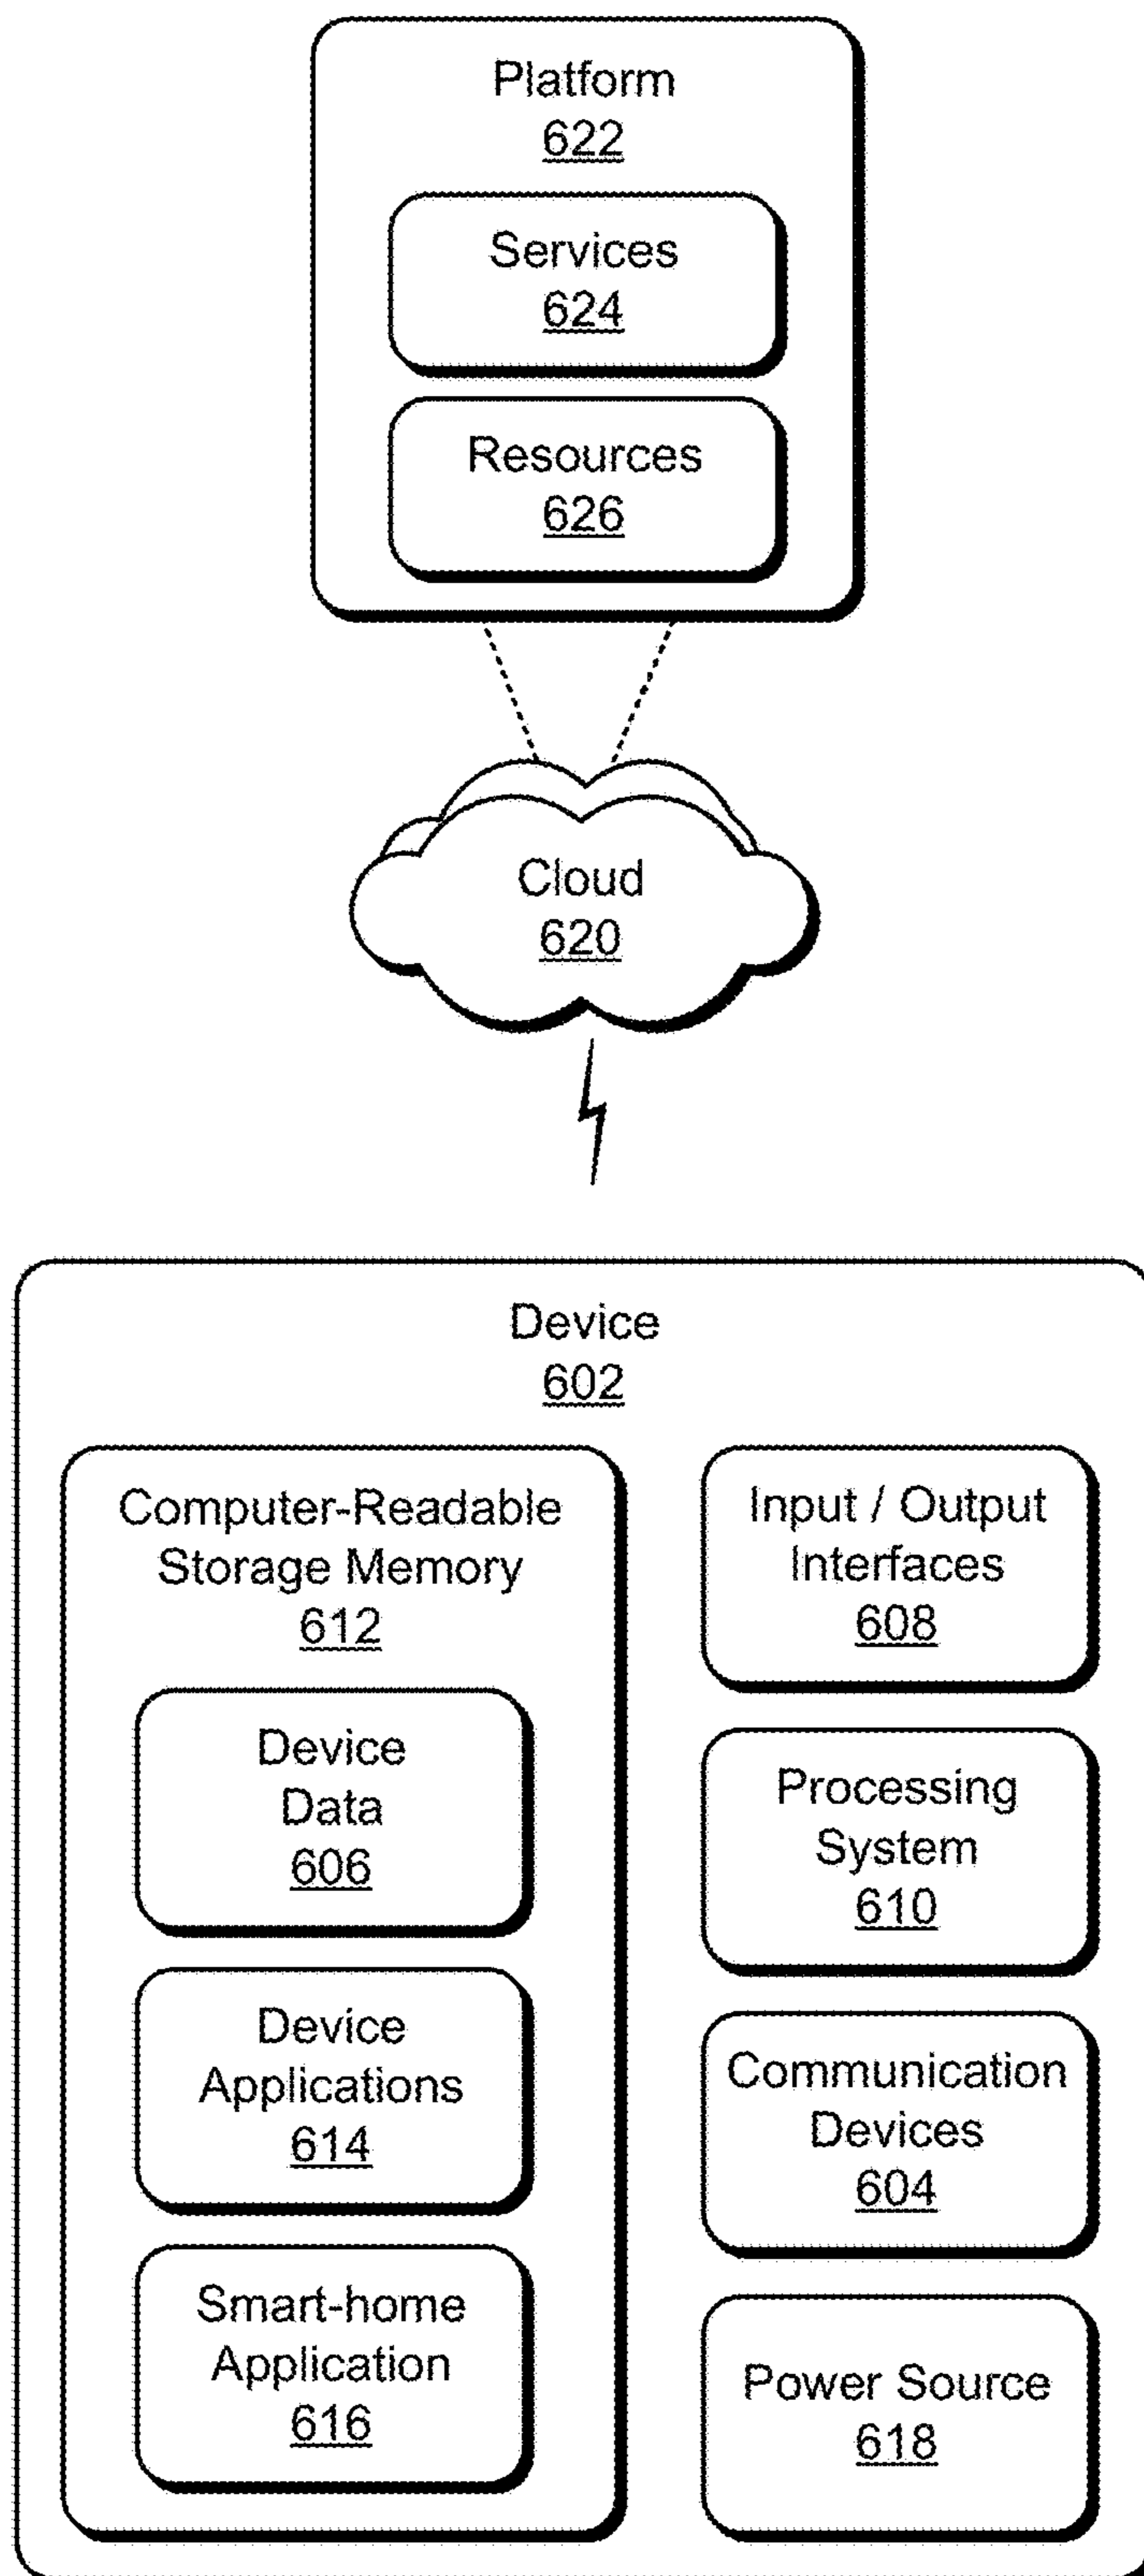 Platform
622
Services
624
Resources
626
Cloud
620
Device
602
Computer-Readable
Storage Memory
612
Device
Data
606
Device
Applications
614
Smart-home
Application
616
Input / Output
Interfaces
608
Processing
System
610
Communication
Devices
604
Power Source
618